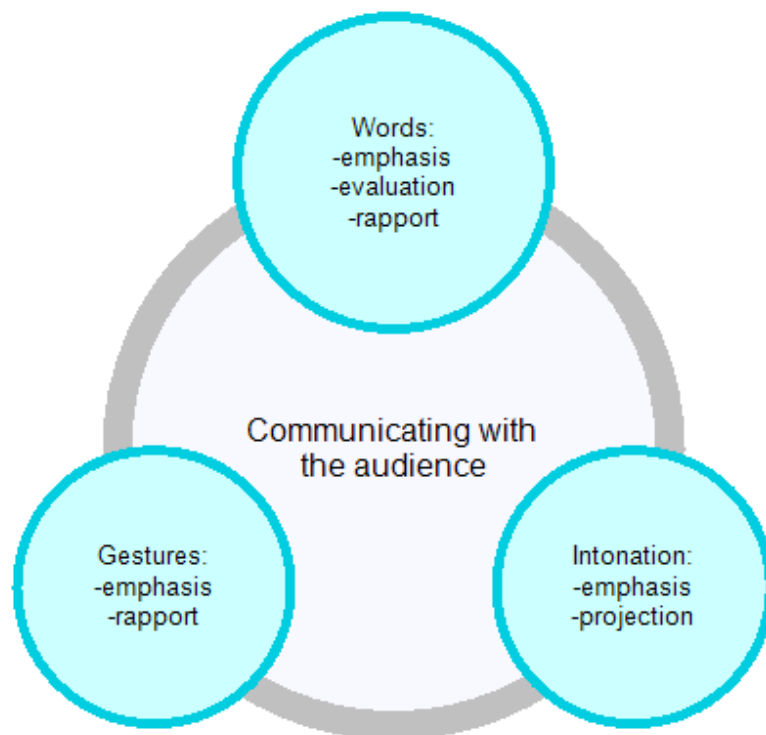 Words:
-emphasis
-evaluation
-rapport
Communicating with
the audience
Gestures:
-emphasis
-rapport
Intonation:
-emphasis
-projection